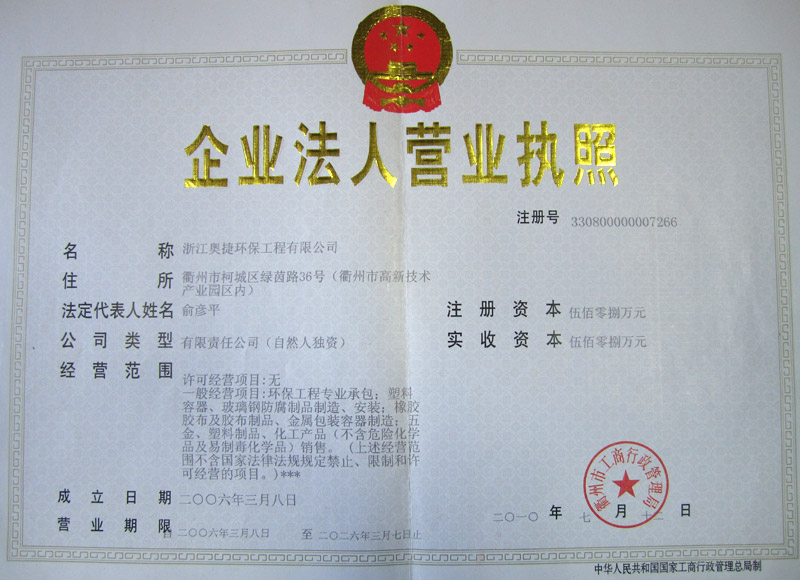 企业法人营业执照
注册号 330800000007266
名称 浙江奥捷环保工程有限公司
住所 衢州市柯城区绿茵路36号（衢州市高新技术
产业园区内）
法定代表人姓名 俞彦平
注册资本 伍佰零捌万元
公司类型 有限责任公司（自然人独资）
实收资本 伍佰零捌万元
经营范围
许可经营项目:无
一般经营项目:环保工程专业承包；塑料
容器、玻璃钢防腐制品制造、安装；橡胶
胶布及胶布制品、金属包装容器制造；五
金、塑料制品、化工产品（不含危险化学
品及易制毒化学品）销售。（上述经营范
围不含国家法律法规规定禁止、限制和许
可经营的项目。)***
成立日期 二〇〇六年三月八日
营业期限 自二〇〇六年三月八日 至二〇二六年三月七日止
衢州市工商行政管理局
二〇一〇 年 七 月 十二 日
中华人民共和国国家工商行政管理总局制